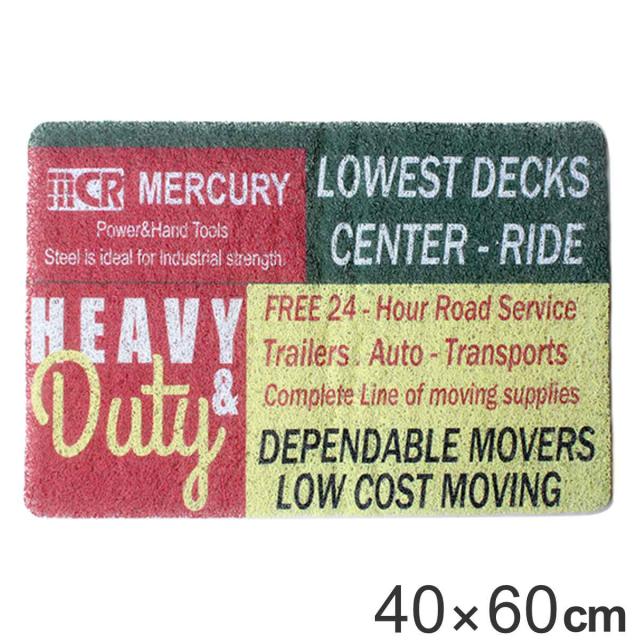 MCR MERCURY
Power&Hand Tools
Steel is ideal for Industrial strength.
LOWEST DECKS
CENTER - RIDE
HEAVY
& Duty
FREE 24 - Hour Road Service
Trailers . Auto - Transports
Complete Line of moving supplies
DEPENDABLE MOVERS
LOW COST MOVING
40×60cm